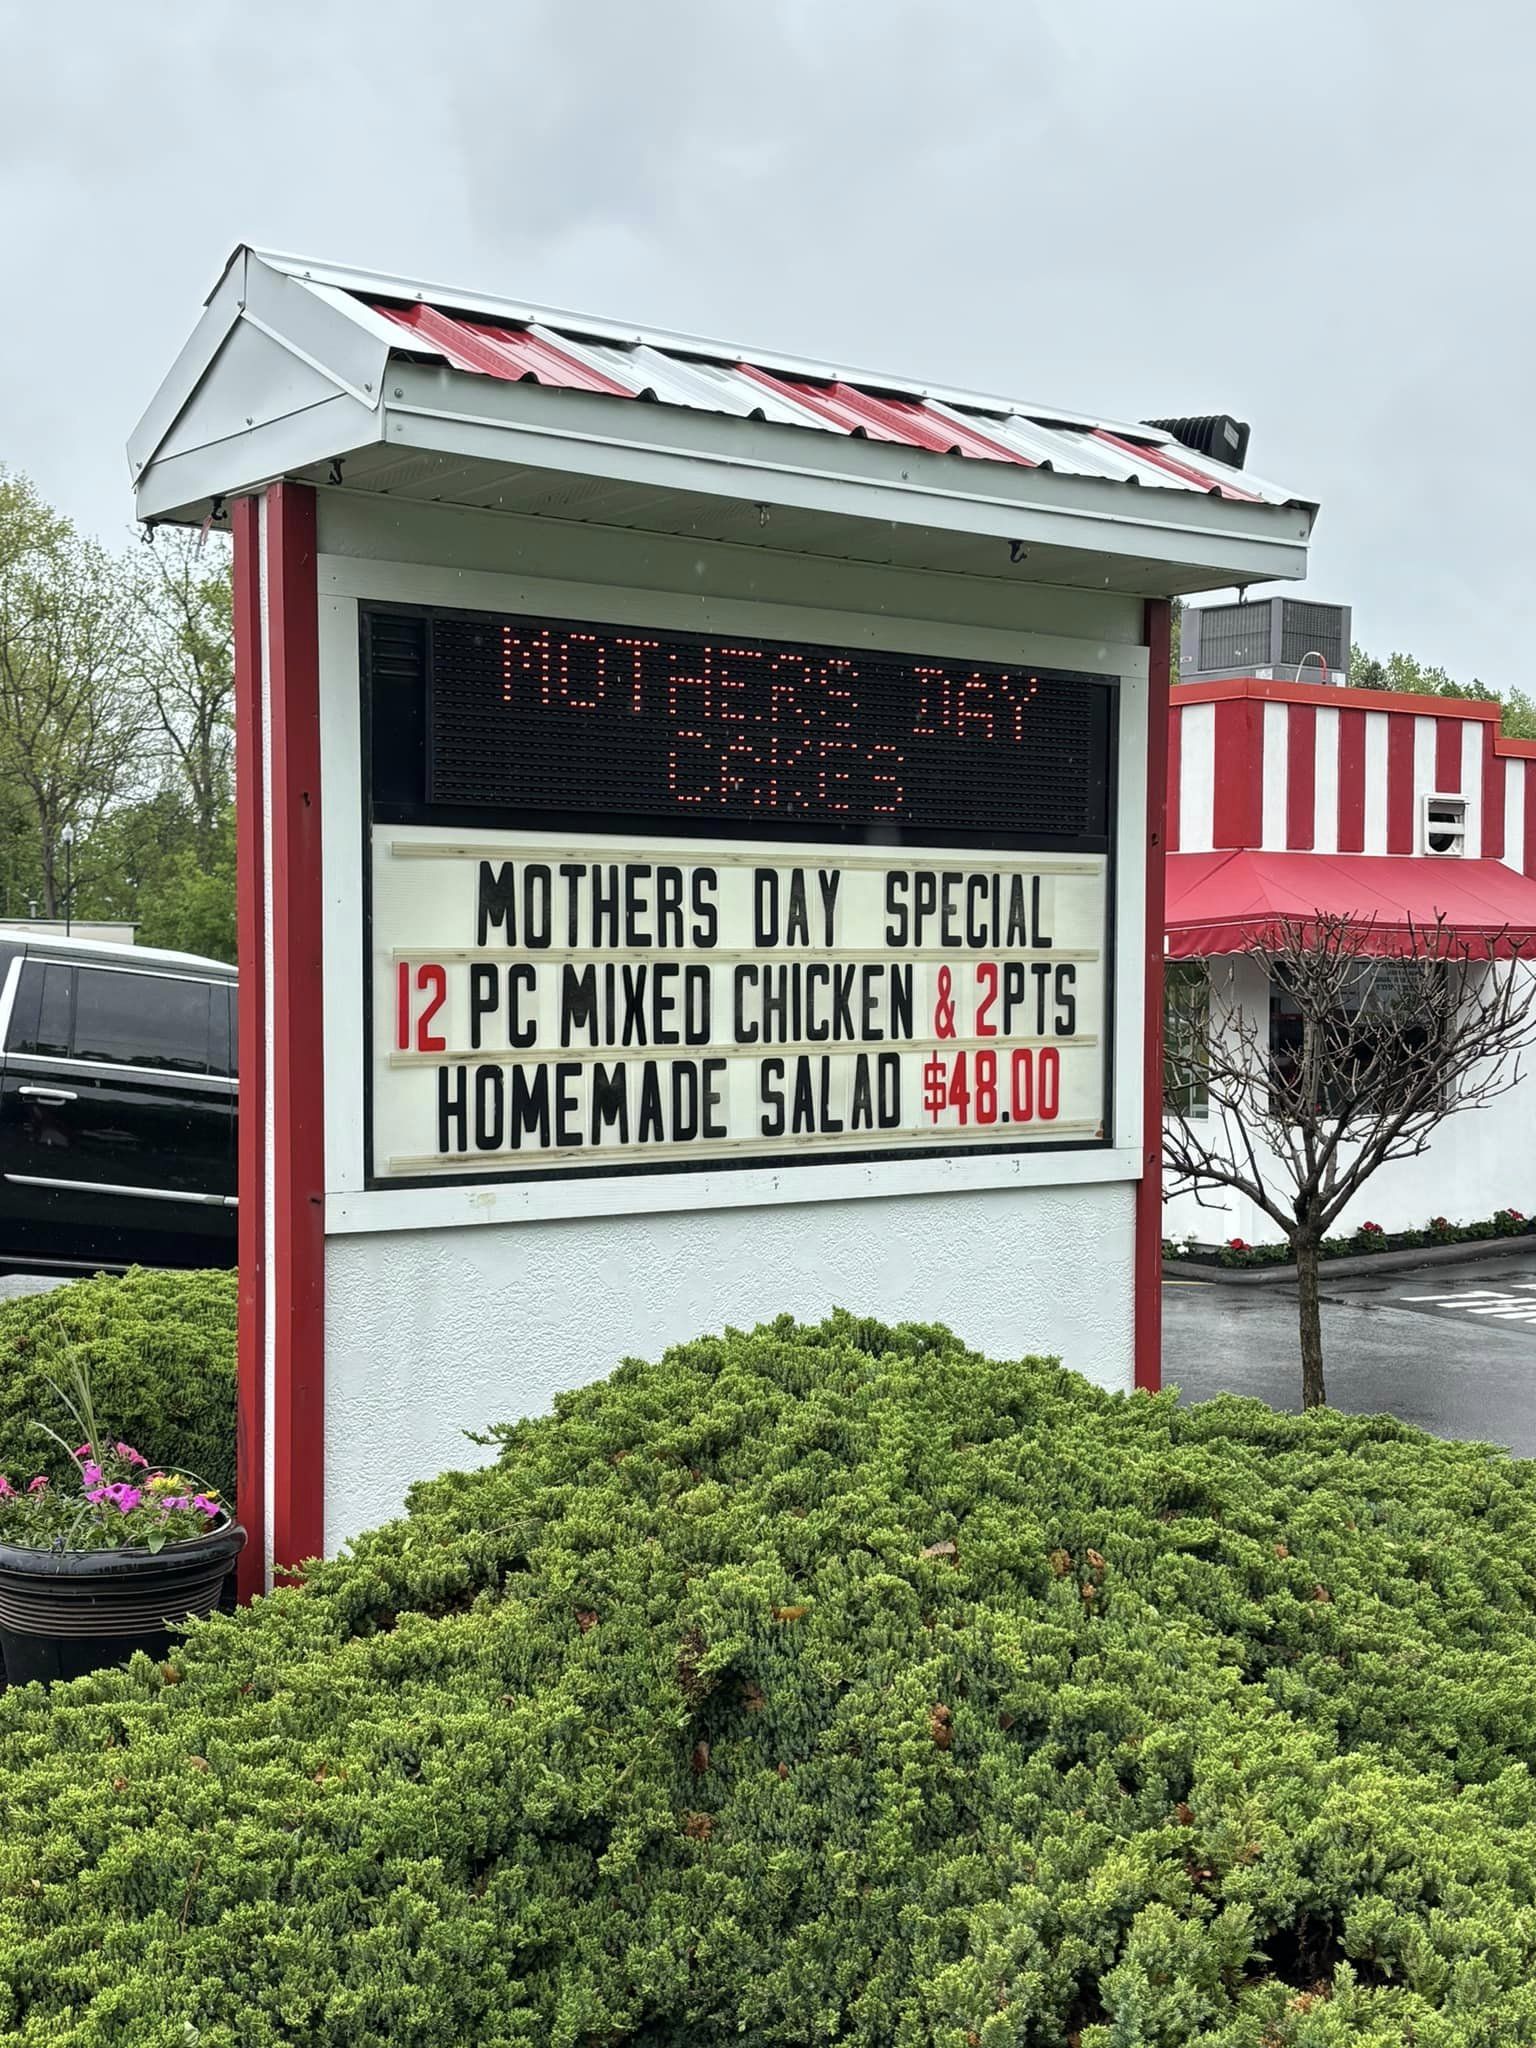 MOTHERS DAY
CAKES
MOTHERS DAY SPECIAL
12 PC MIXED CHICKEN & 2PTS
HOMEMADE SALAD $48.00